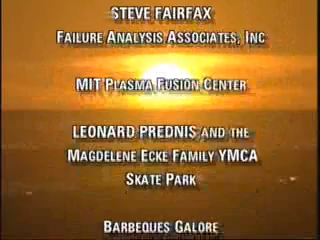 STEVE FAIRFAX
FAILURE ANALYSIS ASSOCIATES, INC
MIT PLASMA FUSION CENTER
LEONARD PREDNIS AND THE
MAGDELENE ECKE FAMILY YMCA
SKATE PARK
BARBEQUES GALORE